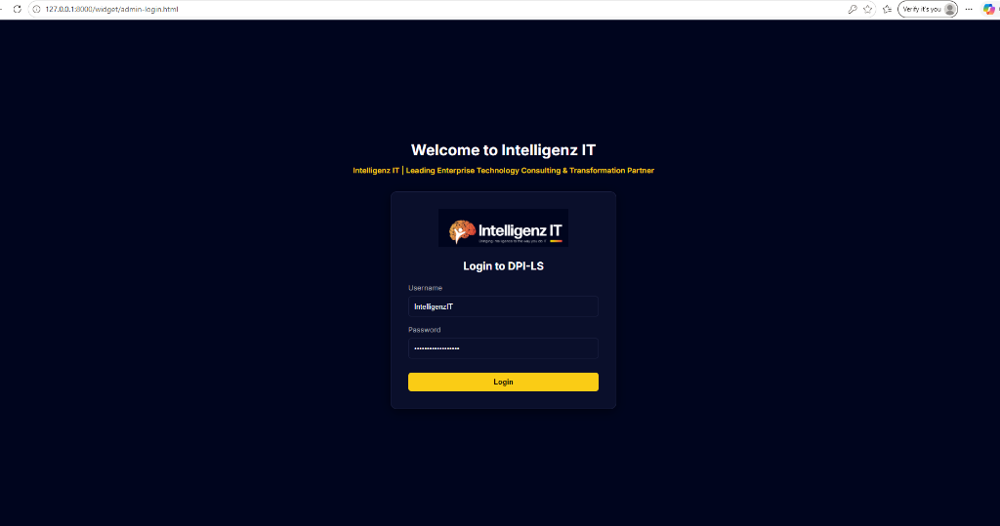 127.0.0.1:8000/widget/admin-login.html
Verify it's you
Welcome to Intelligenz IT
Intelligenz IT | Leading Enterprise Technology Consulting & Transformation Partner
Intelligenz IT
Login to DPI-LS
Username
IntelligenzIT
Password
Login